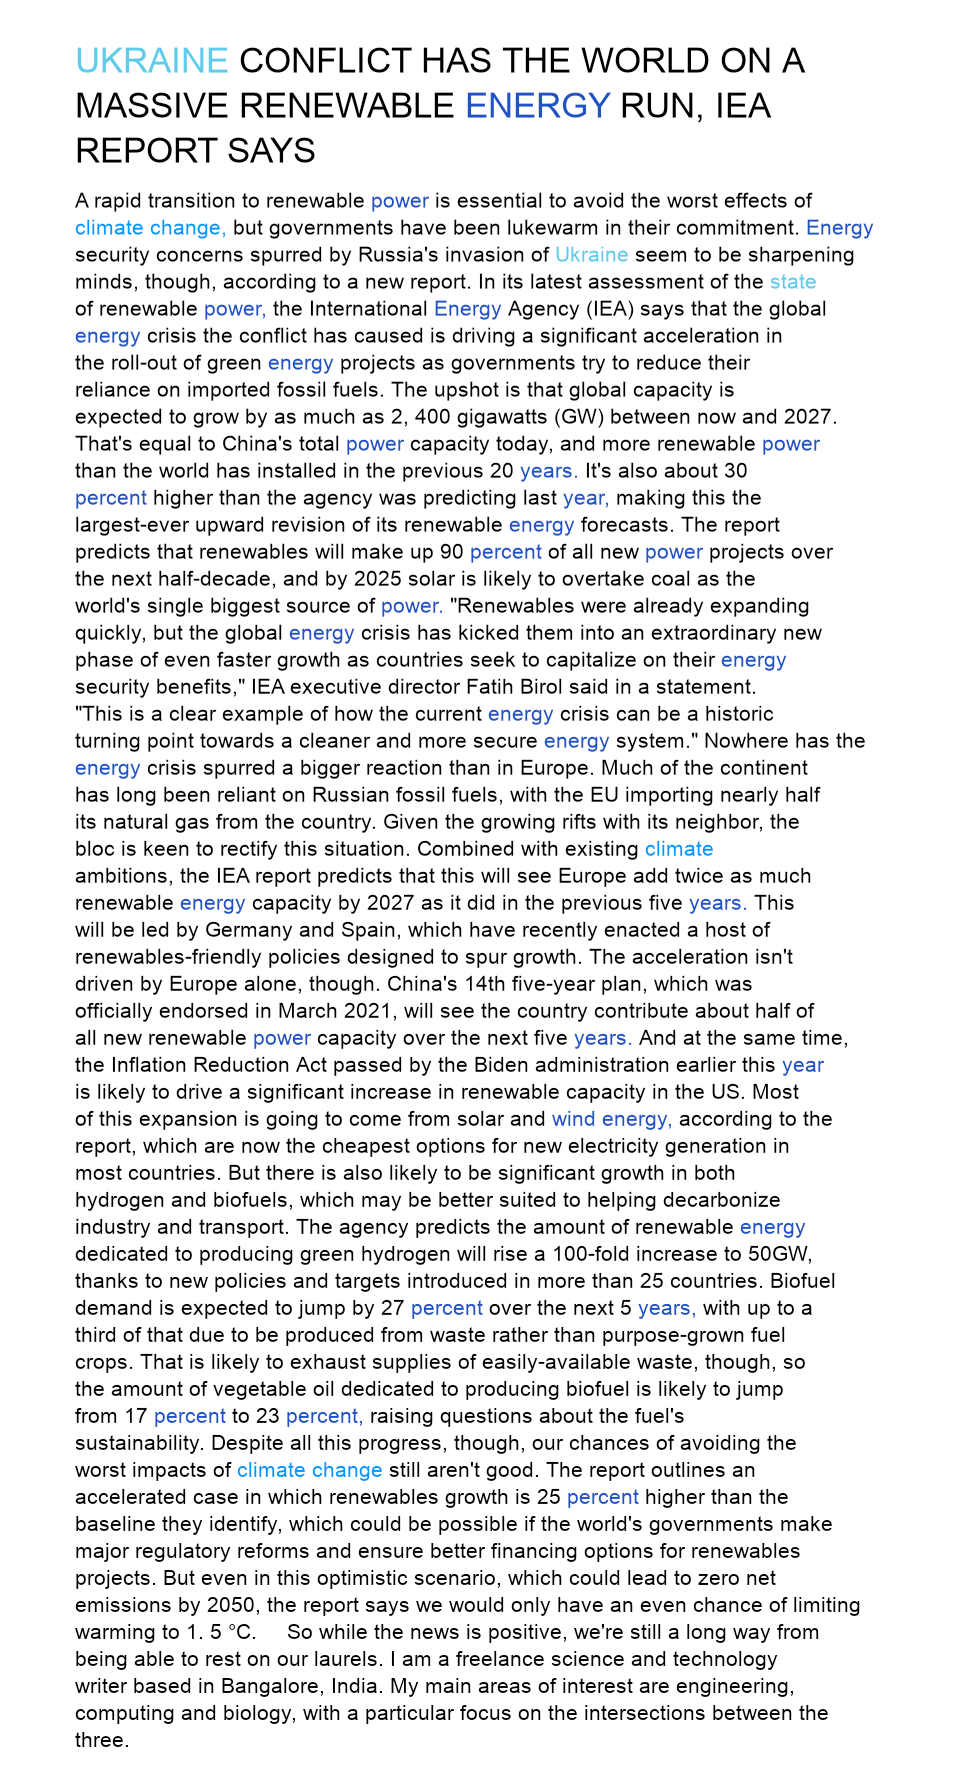 UKRAINE CONFLICT HAS THE WORLD ON A
MASSIVE RENEWABLE ENERGY RUN, IEA
REPORT SAYS
A rapid transition to renewable power is essential to avoid the worst effects of
climate change, but governments have been lukewarm in their commitment. Energy
security concerns spurred by Russia's invasion of Ukraine seem to be sharpening
minds, though, according to a new report. In its latest assessment of the state
of renewable power, the International Energy Agency (IEA) says that the global
energy crisis the conflict has caused is driving a significant acceleration in
the roll-out of green energy projects as governments try to reduce their
reliance on imported fossil fuels. The upshot is that global capacity is
expected to grow by as much as 2, 400 gigawatts (GW) between now and 2027.
That's equal to China's total power capacity today, and more renewable power
than the world has installed in the previous 20 years. It's also about 30
percent higher than the agency was predicting last year, making this the
largest-ever upward revision of its renewable energy forecasts. The report
predicts that renewables will make up 90 percent of all new power projects over
the next half-decade, and by 2025 solar is likely to overtake coal as the
world's single biggest source of power. "Renewables were already expanding
quickly, but the global energy crisis has kicked them into an extraordinary new
phase of even faster growth as countries seek to capitalize on their energy
security benefits," IEA executive director Fatih Birol said in a statement.
"This is a clear example of how the current energy crisis can be a historic
turning point towards a cleaner and more secure energy system." Nowhere has the
energy crisis spurred a bigger reaction than in Europe. Much of the continent
has long been reliant on Russian fossil fuels, with the EU importing nearly half
its natural gas from the country. Given the growing rifts with its neighbor, the
bloc is keen to rectify this situation. Combined with existing climate
ambitions, the IEA report predicts that this will see Europe add twice as much
renewable energy capacity by 2027 as it did in the previous five years. This
will be led by Germany and Spain, which have recently enacted a host of
renewables-friendly policies designed to spur growth. The acceleration isn't
driven by Europe alone, though. China's 14th five-year plan, which was
officially endorsed in March 2021, will see the country contribute about half of
all new renewable power capacity over the next five years. And at the same time,
the Inflation Reduction Act passed by the Biden administration earlier this year
is likely to drive a significant increase in renewable capacity in the US. Most
of this expansion is going to come from solar and wind energy, according to the
report, which are now the cheapest options for new electricity generation in
most countries. But there is also likely to be significant growth in both
hydrogen and biofuels, which may be better suited to helping decarbonize
industry and transport. The agency predicts the amount of renewable energy
dedicated to producing green hydrogen will rise a 100-fold increase to 50GW,
thanks to new policies and targets introduced in more than 25 countries. Biofuel
demand is expected to jump by 27 percent over the next 5 years, with up to a
third of that due to be produced from waste rather than purpose-grown fuel
crops. That is likely to exhaust supplies of easily-available waste, though, so
the amount of vegetable oil dedicated to producing biofuel is likely to jump
from 17 percent to 23 percent, raising questions about the fuel's
sustainability. Despite all this progress, though, our chances of avoiding the
worst impacts of climate change still aren't good. The report outlines an
accelerated case in which renewables growth is 25 percent higher than the
baseline they identify, which could be possible if the world's governments make
major regulatory reforms and ensure better financing options for renewables
projects. But even in this optimistic scenario, which could lead to zero net
emissions by 2050, the report says we would only have an even chance of limiting
warming to 1. 5 °C. So while the news is positive, we're still a long way from
being able to rest on our laurels. I am a freelance science and technology
writer based in Bangalore, India. My main areas of interest are engineering,
computing and biology, with a particular focus on the intersections between the
three.